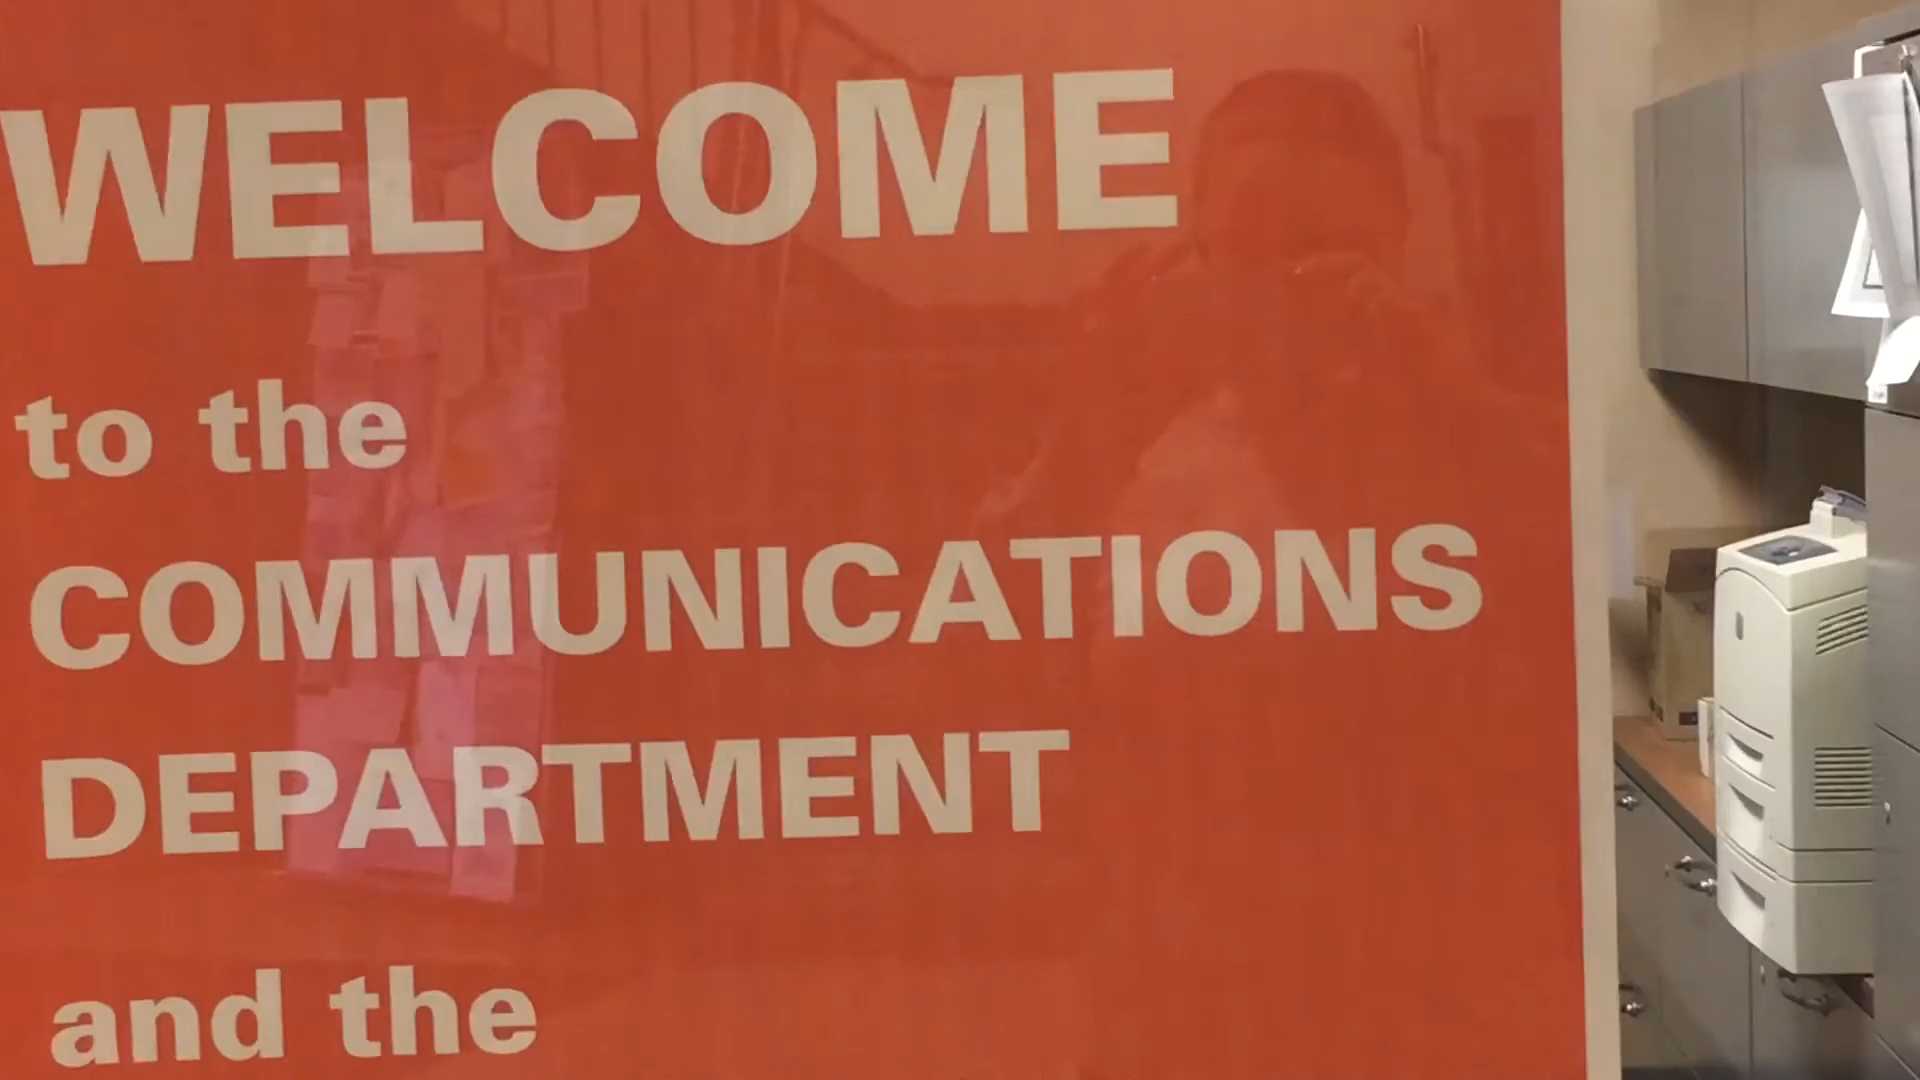 WELCOME
to the
COMMUNICATIONS
DEPARTMENT
and the